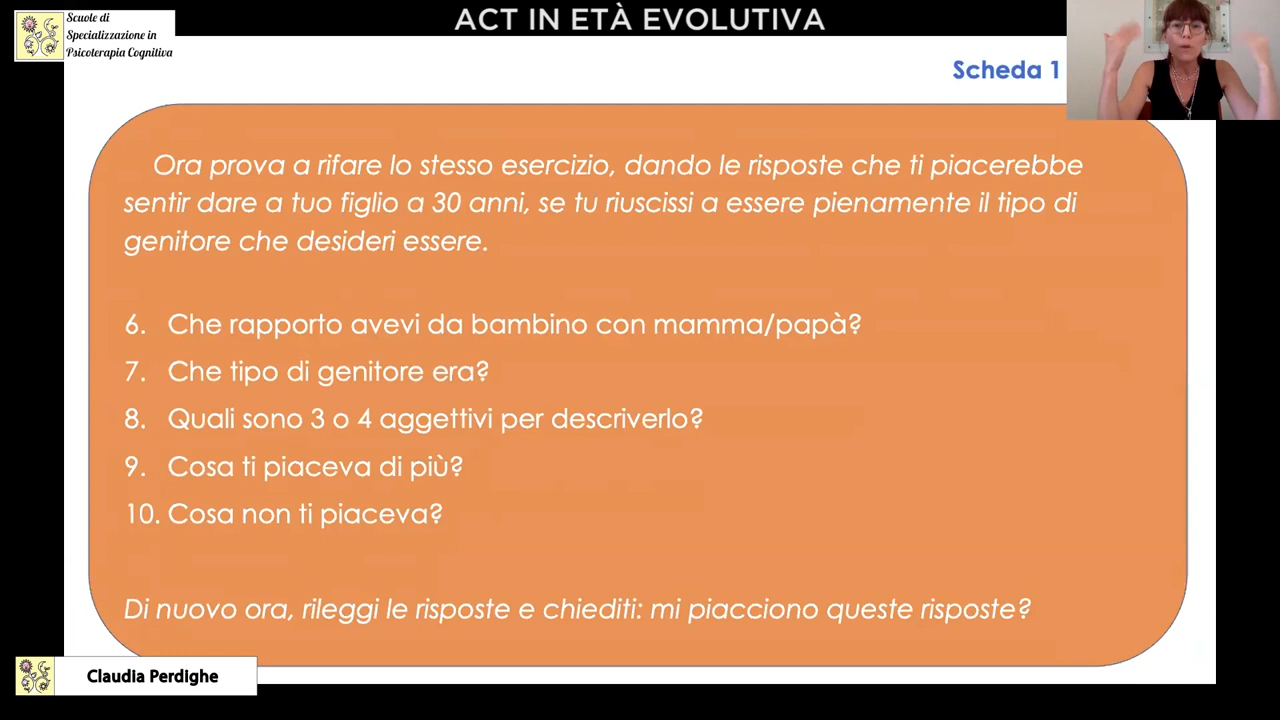 Scuole di
Specializzazione in
Psicoterapia Cognitiva
ACT IN ETÀ EVOLUTIVA
Scheda 1
Ora prova a rifare lo stesso esercizio, dando le risposte che ti piacerebbe
sentir dare a tuo figlio a 30 anni, se tu riuscissi a essere pienamente il tipo di
genitore che desideri essere.
6. Che rapporto avevi da bambino con mamma/papà?
7. Che tipo di genitore era?
8. Quali sono 3 o 4 aggettivi per descriverlo?
9. Cosa ti piaceva di più?
10. Cosa non ti piaceva?
Di nuovo ora, rileggi le risposte e chiediti: mi piacciono queste risposte?
Claudia Perdighe